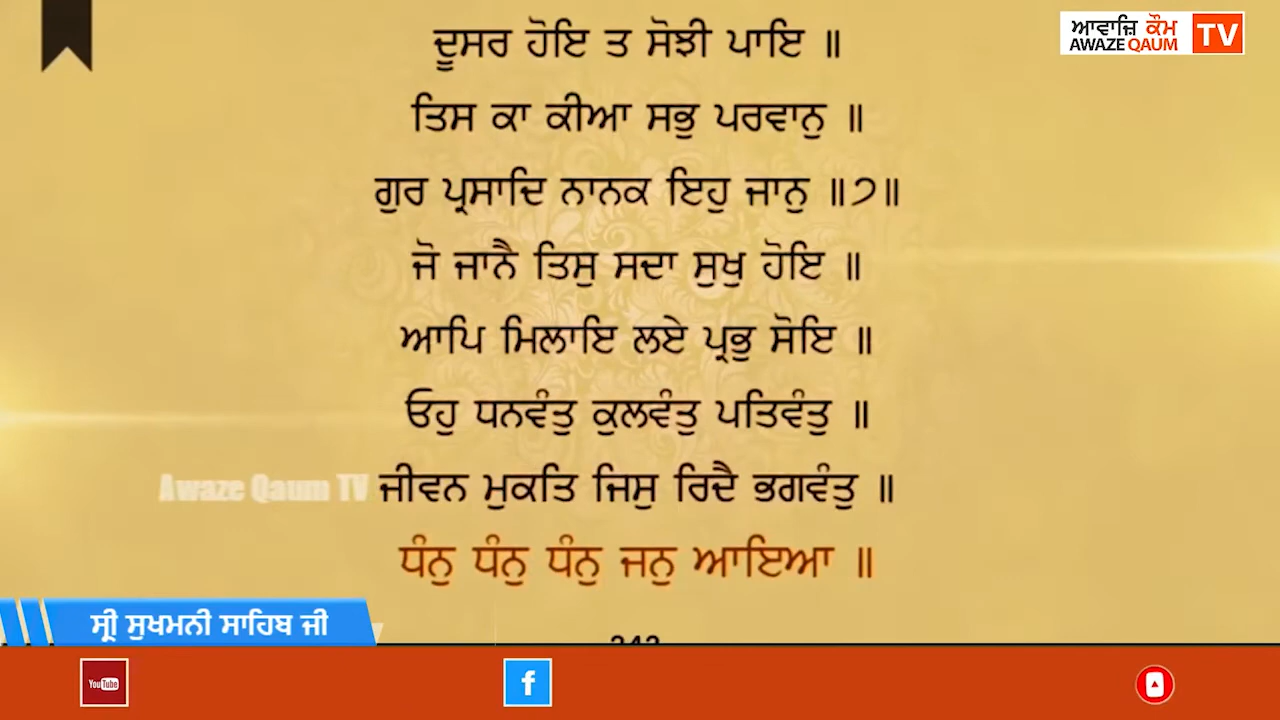 ਆਵਾਜ਼ਿ ਕੌਮ
AWAZE QAUM TV
ਦੂਸਰ ਹੋਇ ਤ ਸੋਝੀ ਪਾਇ ॥
ਤਿਸ ਕਾ ਕੀਆ ਸਭੁ ਪਰਵਾਨੁ ॥
ਗੁਰ ਪ੍ਰਸਾਦਿ ਨਾਨਕ ਇਹੁ ਜਾਨੁ ॥੭॥
ਜੋ ਜਾਨੈ ਤਿਸੁ ਸਦਾ ਸੁਖੁ ਹੋਇ ॥
ਆਪਿ ਮਿਲਾਇ ਲਏ ਪ੍ਰਭੁ ਸੋਇ ॥
ਓਹੁ ਧਨਵੰਤੁ ਕੁਲਵੰਤੁ ਪਤਿਵੰਤੁ ॥
Awaze Qaum TV
ਜੀਵਨ ਮੁਕਤਿ ਜਿਸੁ ਰਿਦੈ ਭਗਵੰਤੁ ॥
ਧੰਨੁ ਧੰਨੁ ਧੰਨੁ ਜਨੁ ਆਇਆ ॥
ਸ੍ਰੀ ਸੁਖਮਨੀ ਸਾਹਿਬ ਜੀ
YouTube
f